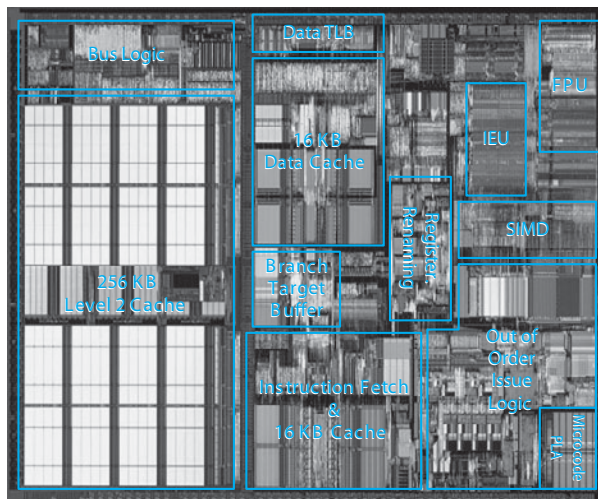 Bus Logic
Data TLB
FPU
16 KB
Data Cache
IEU
Register
Renaming
SIMD
256 KB
Level 2 Cache
Branch
Target
Buffer
Out of
Order
Issue
Logic
Instruction Fetch
&
16 KB Cache
Microcode
PLA